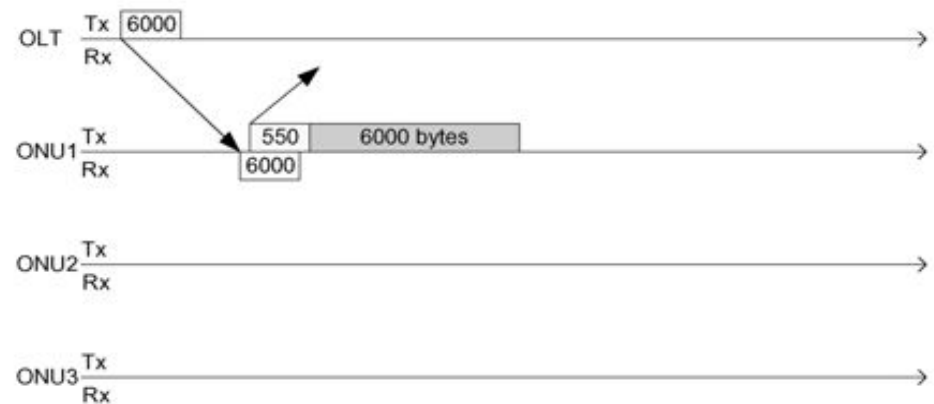 Tx 6000
OLT
Rx
Tx 550 6000 bytes
ONU1
Rx 6000
Tx
ONU2
Rx
Tx
ONU3
Rx